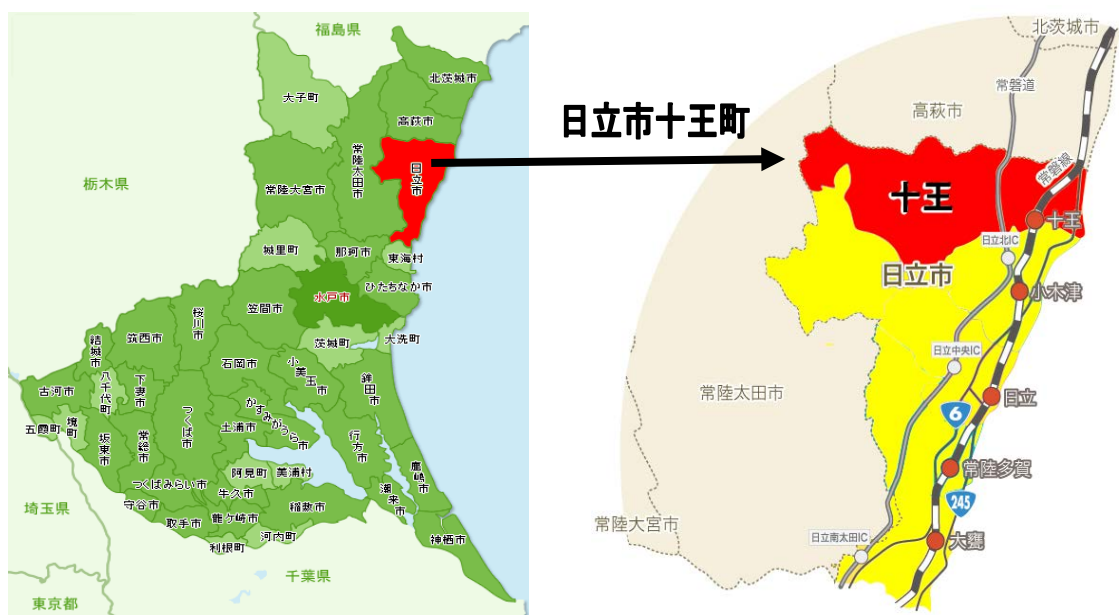 福島県
北茨城市
大子町
高萩市
常陸太田市
日立市
栃木県
常陸大宮市
城里町
那珂市
東海村
ひたちなか市
水戸市
笠間市
桜川市
筑西市
結城市
茨城町
大洗町
石岡市
小美玉市
鉾田市
古河市
八千代町
下妻市
かすみがうら市
つくば市
土浦市
行方市
五霞町
境町
坂東市
常総市
阿見町
美浦村
鹿嶋市
つくばみらい市
牛久市
潮来市
守谷市
稲敷市
取手市
龍ケ崎市
河内町
利根町
神栖市
埼玉県
千葉県
東京都
日立市十王町
北茨城市
常磐道
高萩市
常磐線
十王
十王
日立北IC
日立市
小木津
日立中央IC
常陸太田市
日立
6
常陸多賀
245
常陸大宮市
日立南太田IC
大甕